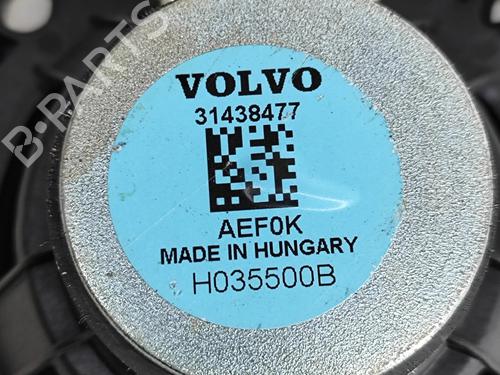 VOLVO
31438477
AEF0K
MADE IN HUNGARY
H035500B
B-PARTS